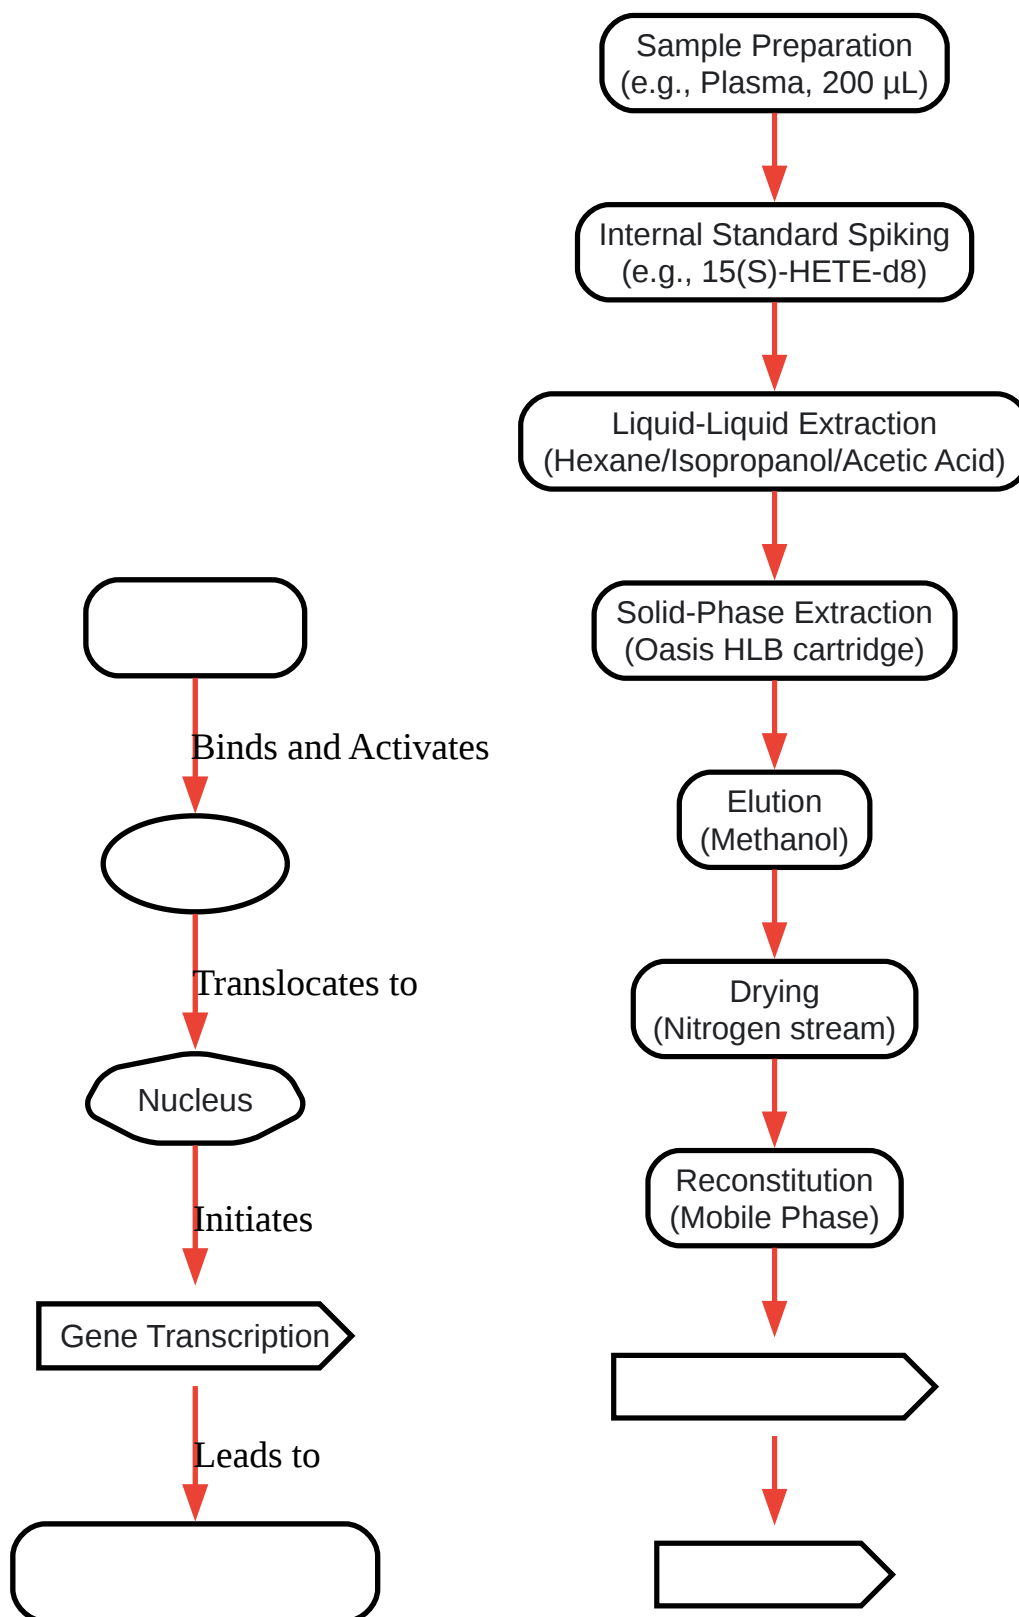 Sample Preparation
(e.g., Plasma, 200 µL)
Internal Standard Spiking
(e.g., 15(S)-HETE-d8)
Liquid-Liquid Extraction
(Hexane/Isopropanol/Acetic Acid)
Solid-Phase Extraction
(Oasis HLB cartridge)
Elution
(Methanol)
Drying
(Nitrogen stream)
Reconstitution
(Mobile Phase)
Binds and Activates
Translocates to
Nucleus
Initiates
Gene Transcription
Leads to